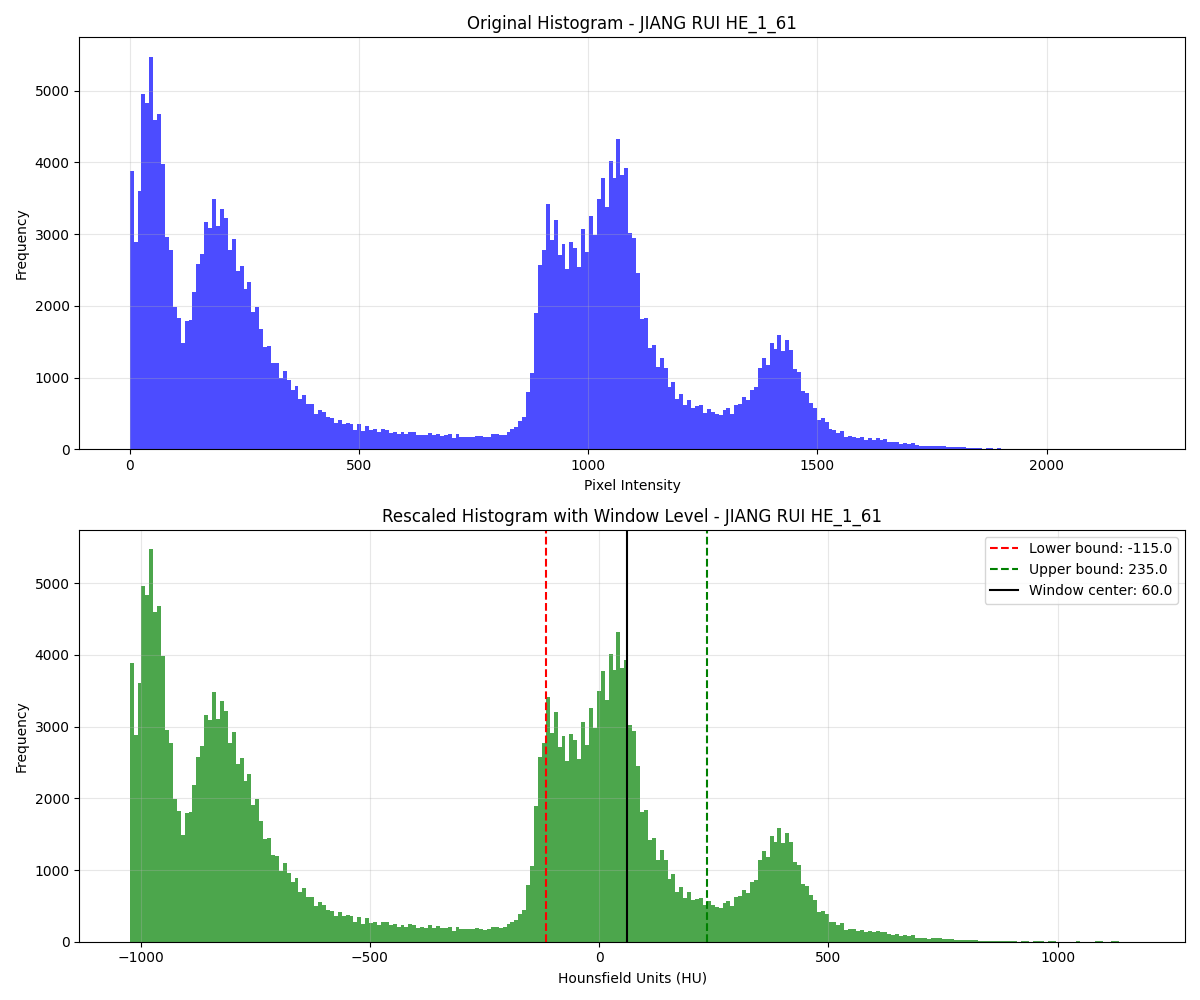 Original Histogram - JIANG RUI HE_1_61
Frequency
5000
4000
3000
2000
1000
0
0 500 1000 1500 2000
Pixel Intensity
Rescaled Histogram with Window Level - JIANG RUI HE_1_61
Lower bound: -115.0
Upper bound: 235.0
Window center: 60.0
Frequency
5000
4000
3000
2000
1000
0
−1000 −500 0 500 1000
Hounsfield Units (HU)